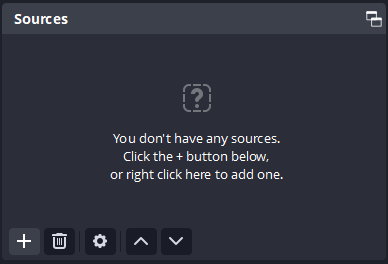 Sources
You don't have any sources.
Click the + button below,
or right click here to add one.